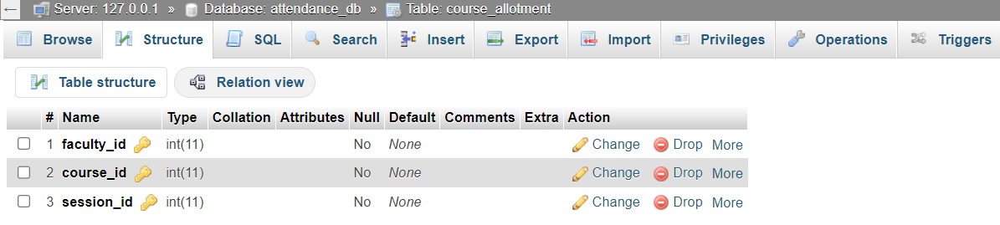 ← Server: 127.0.0.1 » Database: attendance_db » Table: course_allotment
Browse Structure SQL Search Insert Export Import Privileges Operations Triggers
Table structure Relation view
# Name Type Collation Attributes Null Default Comments Extra Action
1 faculty_id int(11) No None Change Drop More
2 course_id int(11) No None Change Drop More
3 session_id int(11) No None Change Drop More